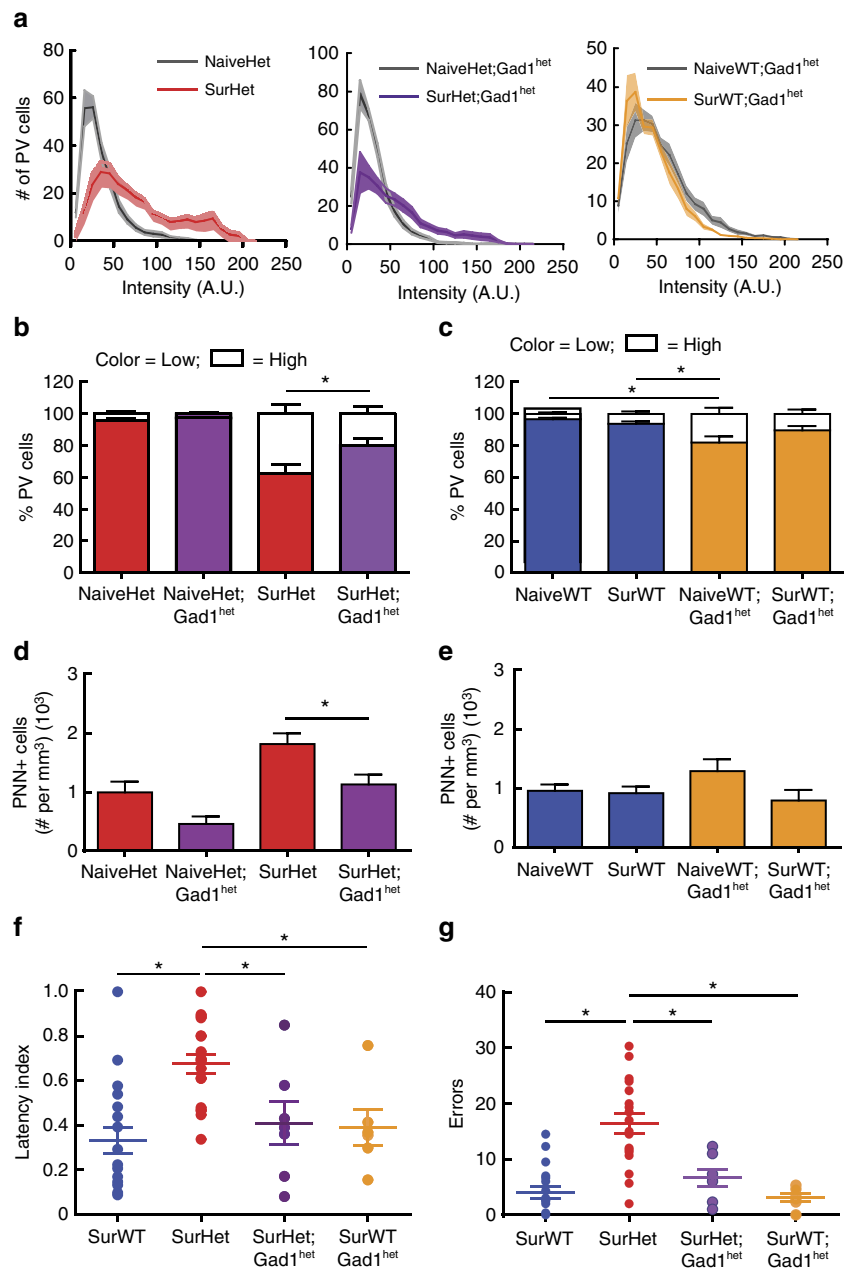 a
NaiveHet
SurHet
# of PV cells
80
60
40
20
0
0 50 100 150 200 250
Intensity (A.U.)
NaiveHet;Gad1het
SurHet;Gad1het
100
80
60
40
20
0
0 50 100 150 200 250
Intensity (A.U.)
NaiveWT;Gad1het
SurWT;Gad1het
50
40
30
20
10
0
0 50 100 150 200 250
Intensity (A.U.)
b
Color = Low; = High
*
% PV cells
120
100
80
60
40
20
0
NaiveHet NaiveHet; SurHet SurHet;
Gad1het Gad1het
c
Color = Low; = High
*
*
% PV cells
120
100
80
60
40
20
0
NaiveWT SurWT NaiveWT; SurWT;
Gad1het Gad1het
d
*
PNN+ cells
(# per mm3) (103)
3
2
1
0
NaiveHet NaiveHet; SurHet SurHet;
Gad1het Gad1het
e
PNN+ cells
(# per mm3) (103)
3
2
1
0
NaiveWT SurWT NaiveWT; SurWT;
Gad1het Gad1het
f
*
* *
Latency index
1.0
0.8
0.6
0.4
0.2
0
SurWT SurHet SurHet; SurWT;
Gad1het Gad1het
g
*
* *
Errors
40
30
20
10
0
SurWT SurHet SurHet; SurWT;
Gad1het Gad1het